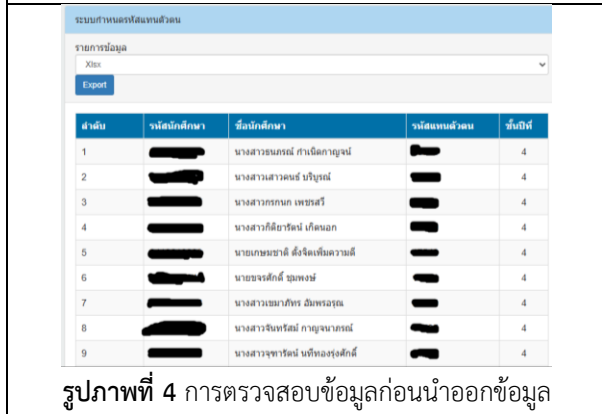 ระบบกำหนดรหัสแทนตัวตน
รายการข้อมูล
Xlsx
Export
ลำดับ รหัสนักศึกษา ชื่อนักศึกษา รหัสแทนตัวตน ชั้นปีที่
1 นางสาวธนภรณ์ กำเนิดกาญจน์ 4
2 นางสาวเสาวคนธ์ บริบูรณ์ 4
3 นางสาวกรกนก เพชรสวี 4
4 นางสาวกิติยารัตน์ เกิดนอก 4
5 นายเกษมชาติ ตั้งจิตเพิ่มความดี 4
6 นายขจรศักดิ์ ชุมพงษ์ 4
7 นางสาวเขมาภัทร อัมพรอรุณ 4
8 นางสาวจันทรัสม์ กาญจนาภรณ์ 4
9 นางสาวจุฑารัตน์ นทีทองรุ่งศักดิ์ 4
รูปภาพที่ 4 การตรวจสอบข้อมูลก่อนนำออกข้อมูล